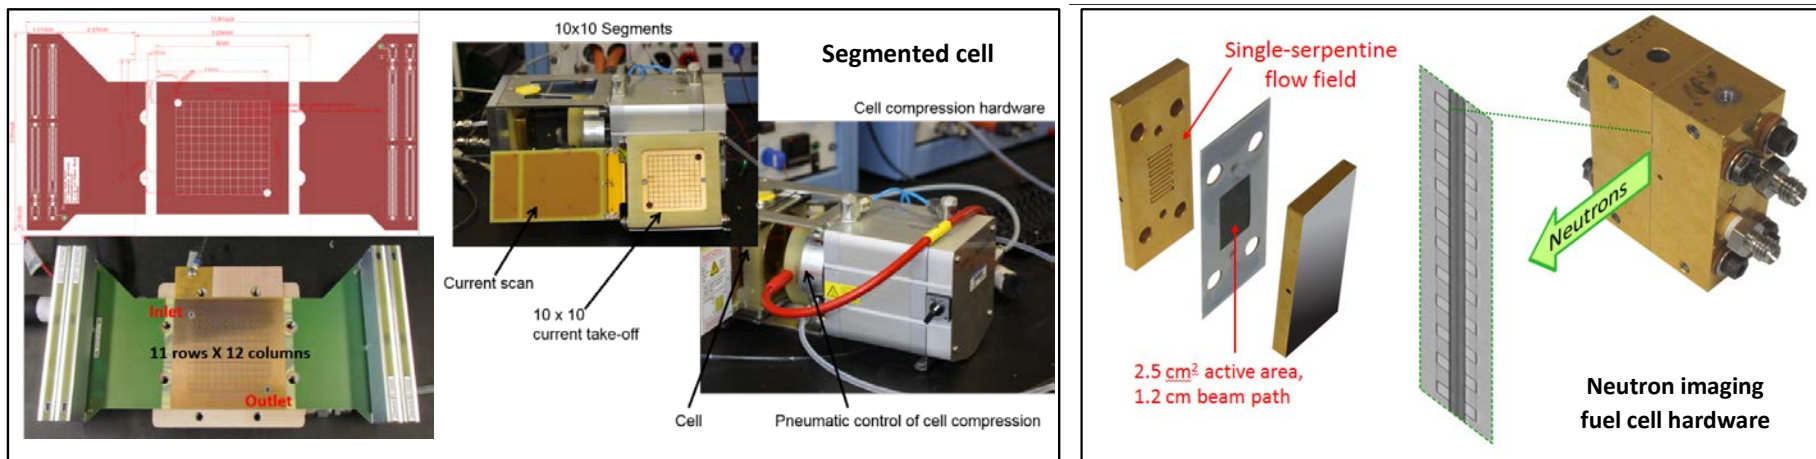 10x10 Segments
Segmented cell
Cell compression hardware
Current scan
10 x 10
current take-off
Inlet
11 rows X 12 columns
Outlet
Cell
Pneumatic control of cell compression
Single-serpentine
flow field
Neutrons
2.5 cm² active area,
1.2 cm beam path
Neutron imaging
fuel cell hardware